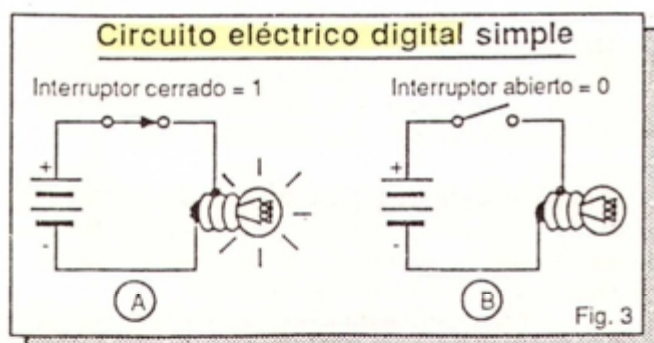 Circuito eléctrico digital simple
Interruptor cerrado = 1
Interruptor abierto = 0
+
-
+
-
A
B
Fig. 3